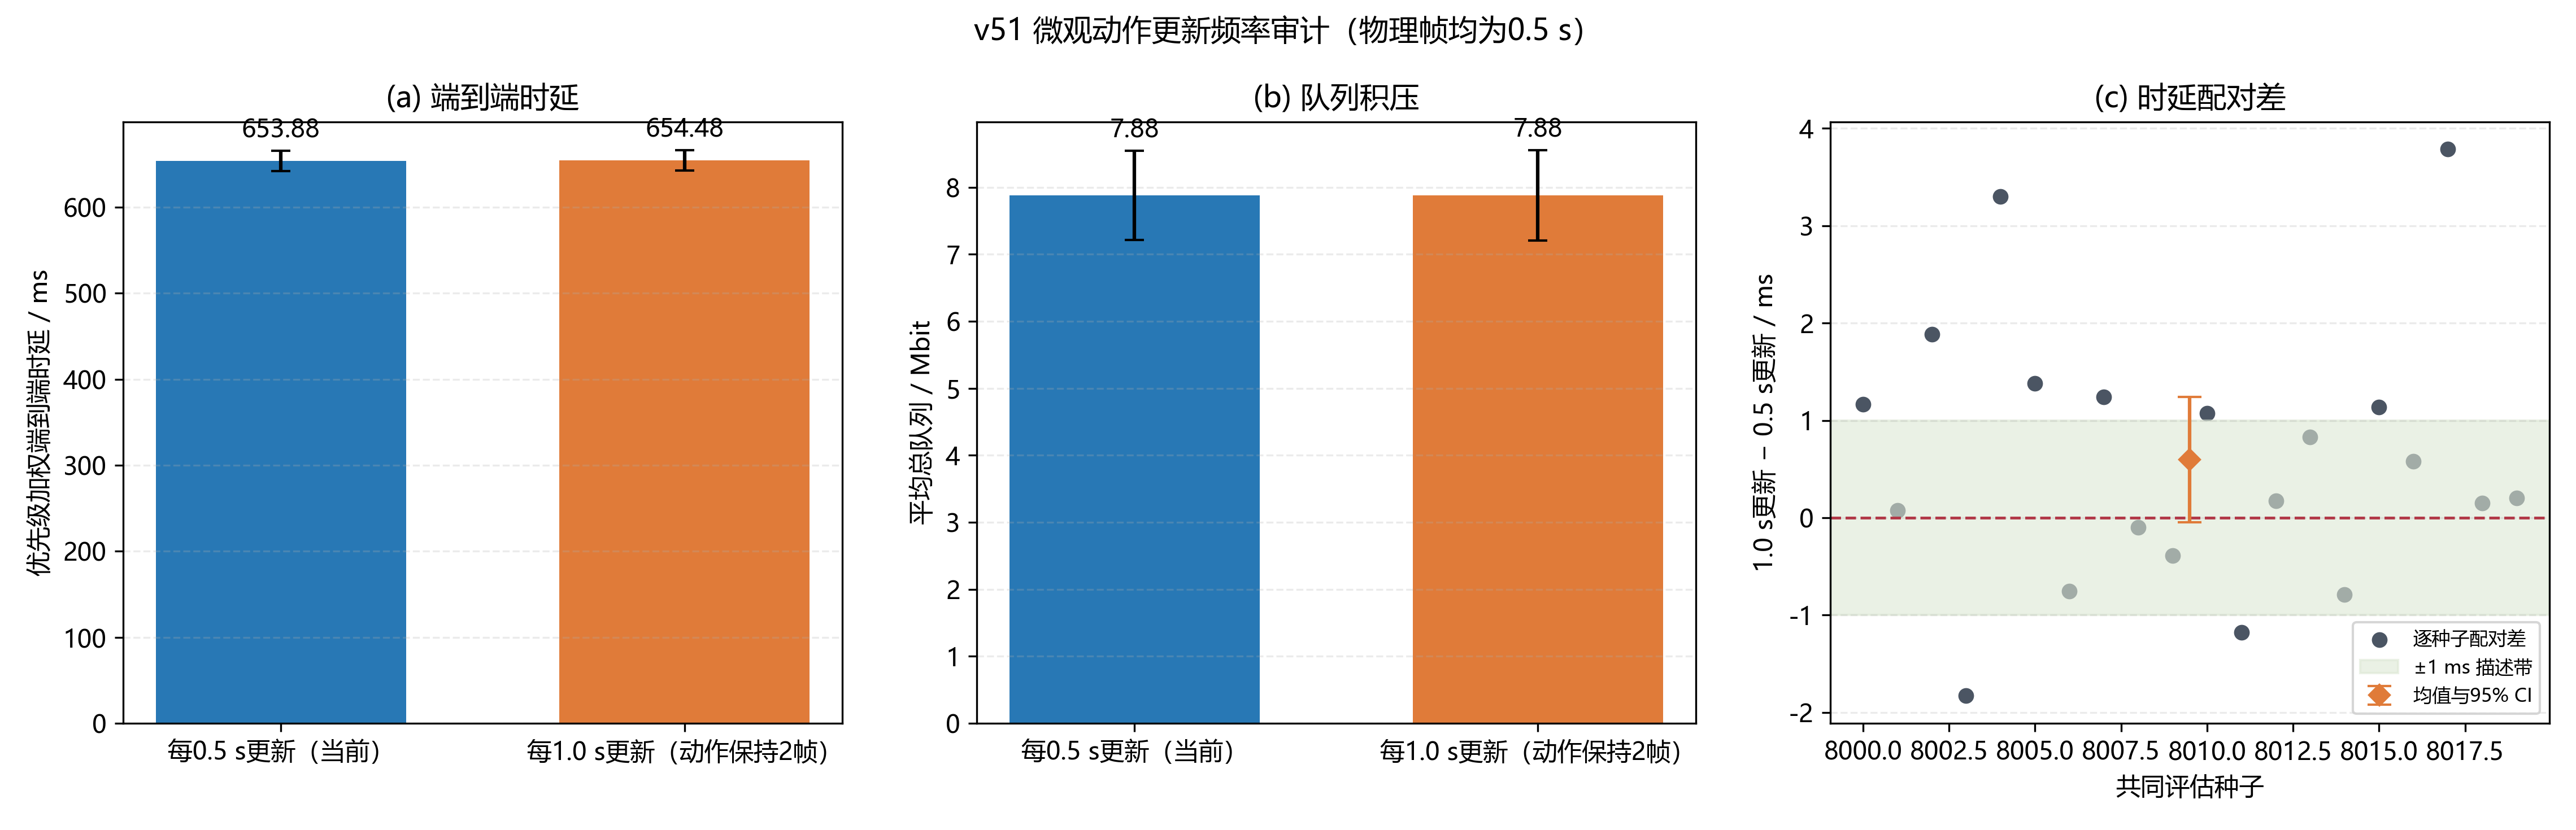 v51 微观动作更新频率审计（物理帧均为0.5 s）
(a) 端到端时延
653.88
654.48
优先级加权端到端时延 / ms
600
500
400
300
200
100
0
每0.5 s更新（当前）
每1.0 s更新（动作保持2帧）
(b) 队列积压
7.88
7.88
平均总队列 / Mbit
8
7
6
5
4
3
2
1
0
每0.5 s更新（当前）
每1.0 s更新（动作保持2帧）
(c) 时延配对差
1.0 s更新 − 0.5 s更新 / ms
4
3
2
1
0
-1
-2
逐种子配对差
±1 ms 描述带
均值与95% CI
8000.0 8002.5 8005.0 8007.5 8010.0 8012.5 8015.0 8017.5
共同评估种子